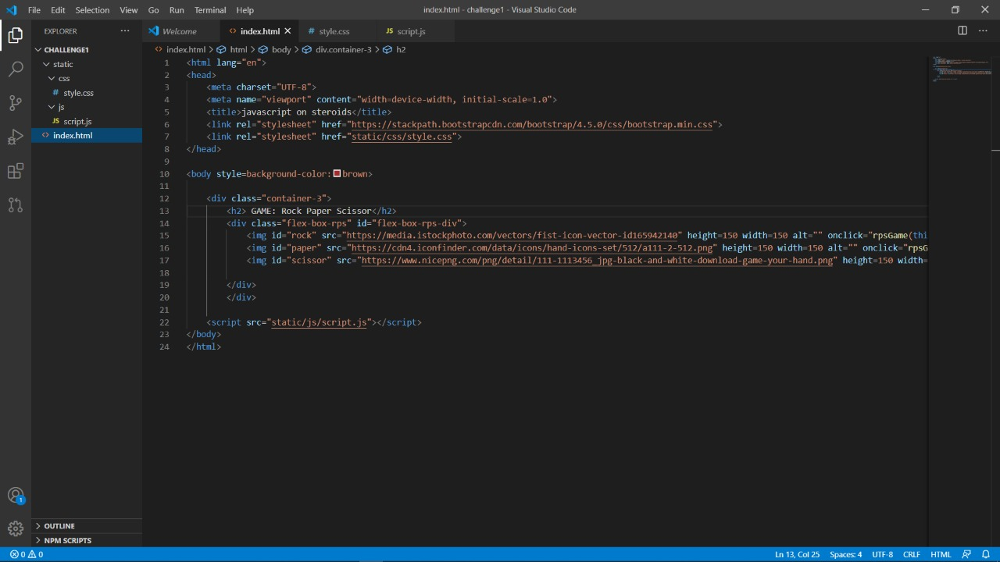 File Edit Selection View Go Run Terminal Help
index.html - challenge1 - Visual Studio Code
EXPLORER
CHALLENGE1
static
css
# style.css
js
JS script.js
<> index.html
OUTLINE
NPM SCRIPTS
1
Welcome
<> index.html
# style.css
JS script.js
<> index.html > html > body > div.container-3 > h2
1 <html lang="en">
2 <head>
3 <meta charset="UTF-8">
4 <meta name="viewport" content="width=device-width, initial-scale=1.0">
5 <title>javascript on steroids</title>
6 <link rel="stylesheet" href="https://stackpath.bootstrapcdn.com/bootstrap/4.5.0/css/bootstrap.min.css">
7 <link rel="stylesheet" href="static/css/style.css">
8 </head>
9
10 <body style=background-color:brown>
11
12 <div class="container-3">
13 <h2> GAME: Rock Paper Scissor</h2>
14 <div class="flex-box-rps" id="flex-box-rps-div">
15 <img id="rock" src="https://media.istockphoto.com/vectors/fist-icon-vector-id165942140" height=150 width=150 alt="" onclick="rpsGame(thi
16 <img id="paper" src="https://cdn4.iconfinder.com/data/icons/hand-icons-set/512/a111-2-512.png" height=150 width=150 alt="" onclick="rpsG
17 <img id="scissor" src="https://www.nicepng.com/png/detail/111-1113456_jpg-black-and-white-download-game-your-hand.png" height=150 width=
18
19 </div>
20 </div>
21
22 <script src="static/js/script.js"></script>
23 </body>
24 </html>
0 0
Ln 13, Col 25 Spaces: 4 UTF-8 CRLF HTML